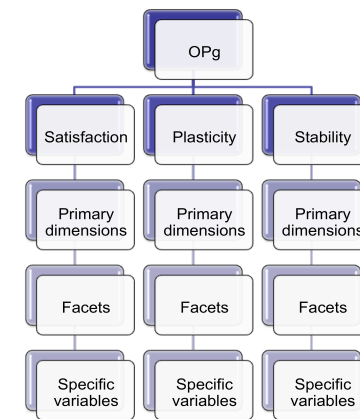 OPg
Satisfaction Plasticity Stability
Primary Primary Primary
dimensions dimensions dimensions
Facets Facets Facets
Specific Specific Specific
variables variables variables